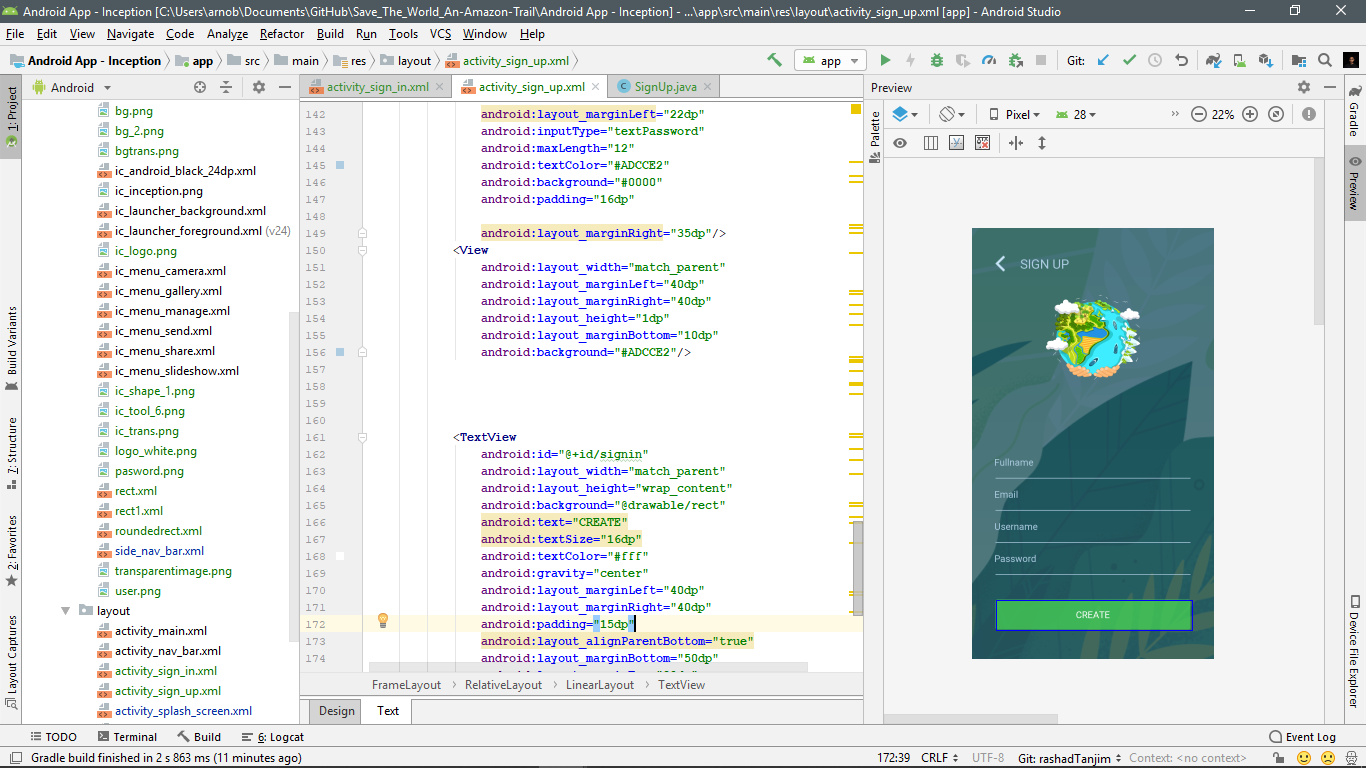 Android App - Inception [C:\Users\arnob\Documents\GitHub\Save_The_World_An-Amazon-Trail\Android App - Inception] - ...\app\src\main\res\layout\activity_sign_up.xml [app] - Android Studio
File Edit View Navigate Code Analyze Refactor Build Run Tools VCS Window Help
Android App - Inception app src main res layout activity_sign_up.xml app Git:
Android activity_sign_in.xml activity_sign_up.xml SignUp.java Preview
1: Project
Build Variants
7: Structure
2: Favorites
Layout Captures
bg.png
bg_2.png
bgtrans.png
ic_android_black_24dp.xml
ic_inception.png
ic_launcher_background.xml
ic_launcher_foreground.xml (v24)
ic_logo.png
ic_menu_camera.xml
ic_menu_gallery.xml
ic_menu_manage.xml
ic_menu_send.xml
ic_menu_share.xml
ic_menu_slideshow.xml
ic_shape_1.png
ic_tool_6.png
ic_trans.png
logo_white.png
pasword.png
rect.xml
rect1.xml
roundedrect.xml
side_nav_bar.xml
transparentimage.png
user.png
layout
activity_main.xml
activity_nav_bar.xml
activity_sign_in.xml
activity_sign_up.xml
activity_splash_screen.xml
142 android:layout_marginLeft="22dp"
143 android:inputType="textPassword"
144 android:maxLength="12"
145 android:textColor="#ADCCE2"
146 android:background="#0000"
147 android:padding="16dp"
148
149 android:layout_marginRight="35dp"/>
150 <View
151 android:layout_width="match_parent"
152 android:layout_marginLeft="40dp"
153 android:layout_marginRight="40dp"
154 android:layout_height="1dp"
155 android:layout_marginBottom="10dp"
156 android:background="#ADCCE2"/>
157
158
159
160
161 <TextView
162 android:id="@+id/signin"
163 android:layout_width="match_parent"
164 android:layout_height="wrap_content"
165 android:background="@drawable/rect"
166 android:text="CREATE"
167 android:textSize="16dp"
168 android:textColor="#fff"
169 android:gravity="center"
170 android:layout_marginLeft="40dp"
171 android:layout_marginRight="40dp"
172 android:padding="15dp"
173 android:layout_alignParentBottom="true"
174 android:layout_marginBottom="50dp"
FrameLayout RelativeLayout LinearLayout TextView
Design Text
Palette
Pixel 28 22%
SIGN UP
Fullname
Email
Username
Password
CREATE
Gradle
Preview
Device File Explorer
TODO Terminal Build 6: Logcat Event Log
Gradle build finished in 2 s 863 ms (11 minutes ago) 172:39 CRLF UTF-8 Git: rashadTanjim Context: <no context>